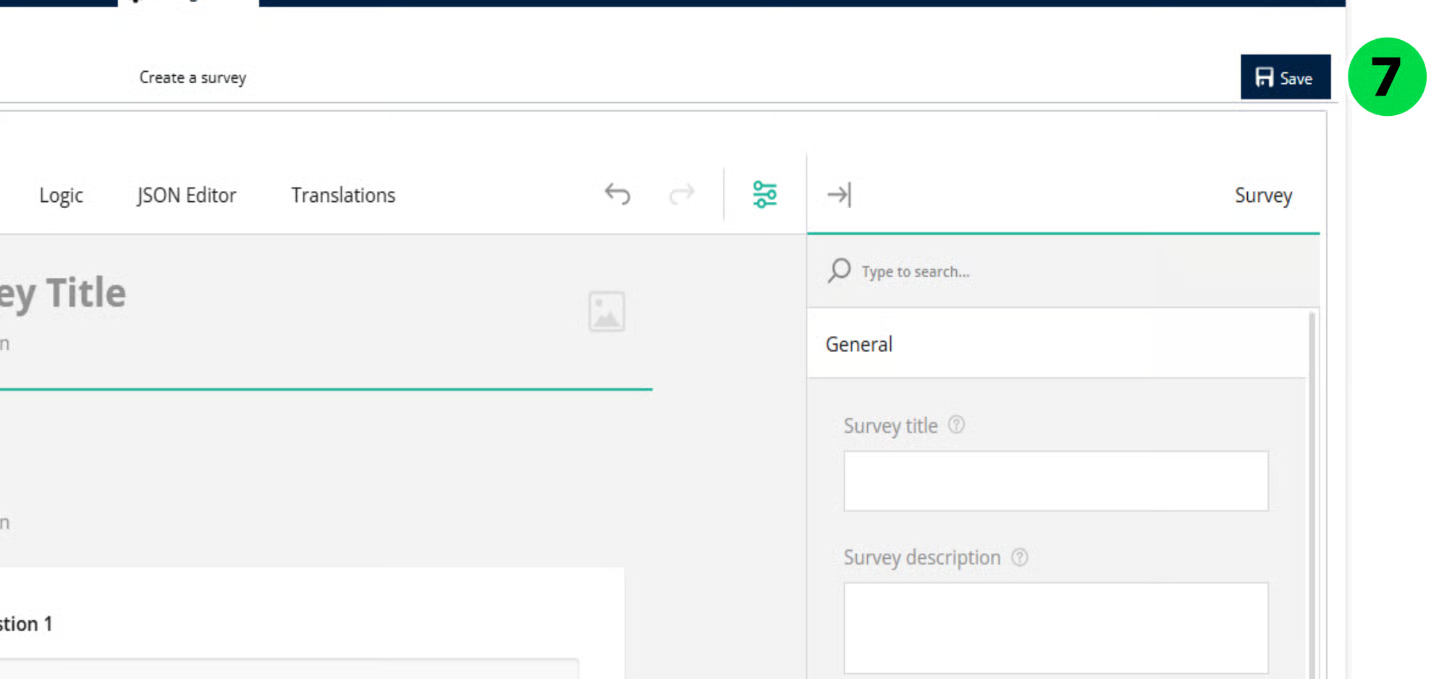 Create a survey
Save
7
Logic
JSON Editor
Translations
Survey
ey Title
Type to search...
n
General
Survey title
n
Survey description
stion 1